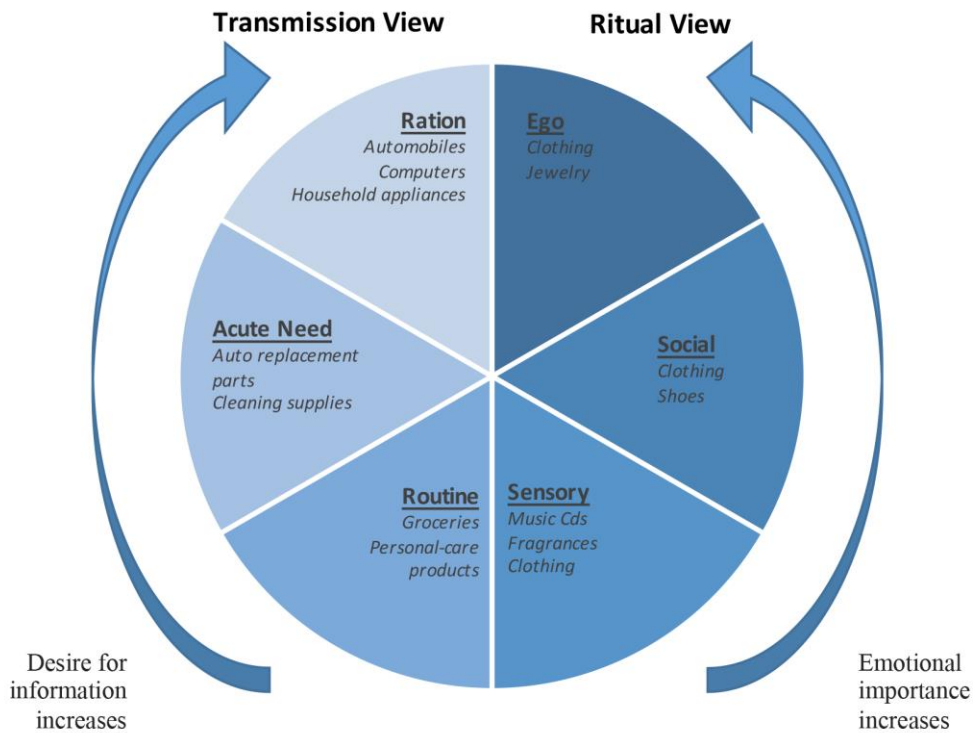 Transmission View
Ritual View
Ration
Automobiles
Computers
Household appliances
Ego
Clothing
Jewelry
Acute Need
Auto replacement
parts
Cleaning supplies
Social
Clothing
Shoes
Routine
Groceries
Personal-care
products
Sensory
Music Cds
Fragrances
Clothing
Desire for
information
increases
Emotional
importance
increases